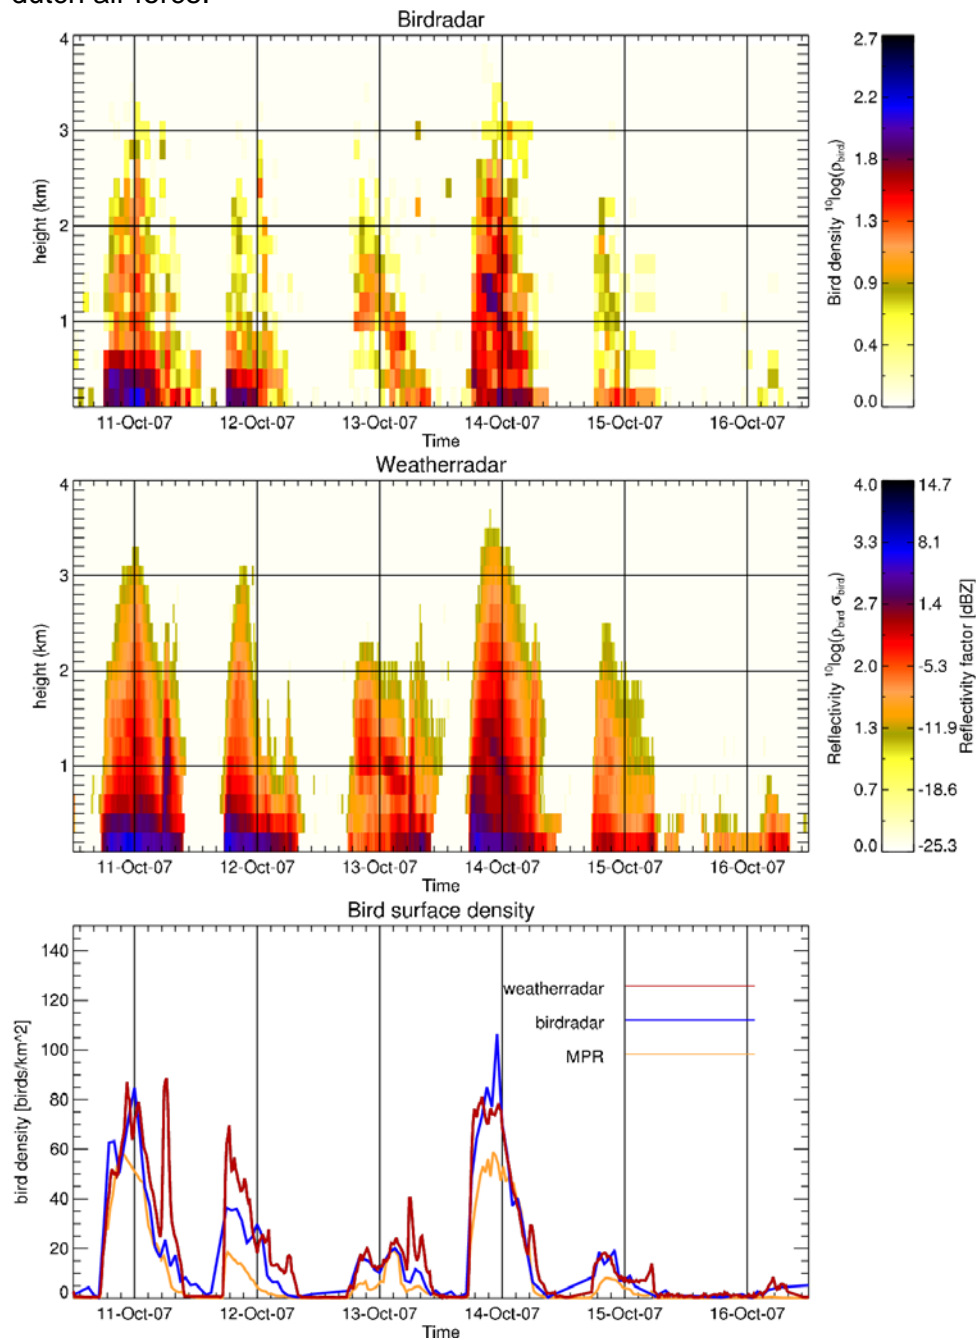 dutch air force.
Birdradar
4
3
2
1
height (km)
11-Oct-07 12-Oct-07 13-Oct-07 14-Oct-07 15-Oct-07 16-Oct-07
Time
2.7
2.2
1.8
1.3
0.9
0.4
0.0
Bird density ¹⁰log(ρbird)
Weatherradar
4
3
2
1
height (km)
11-Oct-07 12-Oct-07 13-Oct-07 14-Oct-07 15-Oct-07 16-Oct-07
Time
4.0 14.7
3.3 8.1
2.7 1.4
2.0 -5.3
1.3 -11.9
0.7 -18.6
0.0 -25.3
Reflectivity ¹⁰log(ρbird σbird)
Reflectivity factor [dBZ]
Bird surface density
140
120
100
80
60
40
20
0
bird density [birds/km^2]
weatherradar
birdradar
MPR
11-Oct-07 12-Oct-07 13-Oct-07 14-Oct-07 15-Oct-07 16-Oct-07
Time